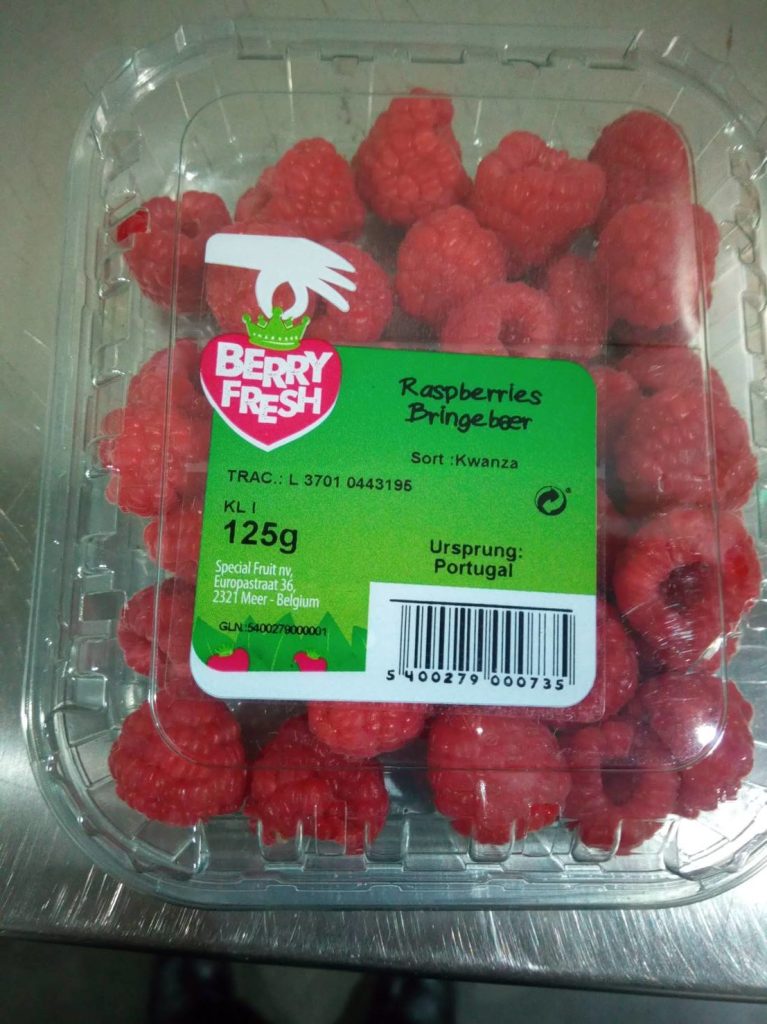 BERRY
FRESH
Raspberries
Bringebær
Sort :Kwanza
TRAC.: L 3701 0443195
KL I
125g
Ursprung:
Portugal
Special Fruit nv,
Europastraat 36,
2321 Meer - Belgium
GLN.:5400279000001
5 400279 000735